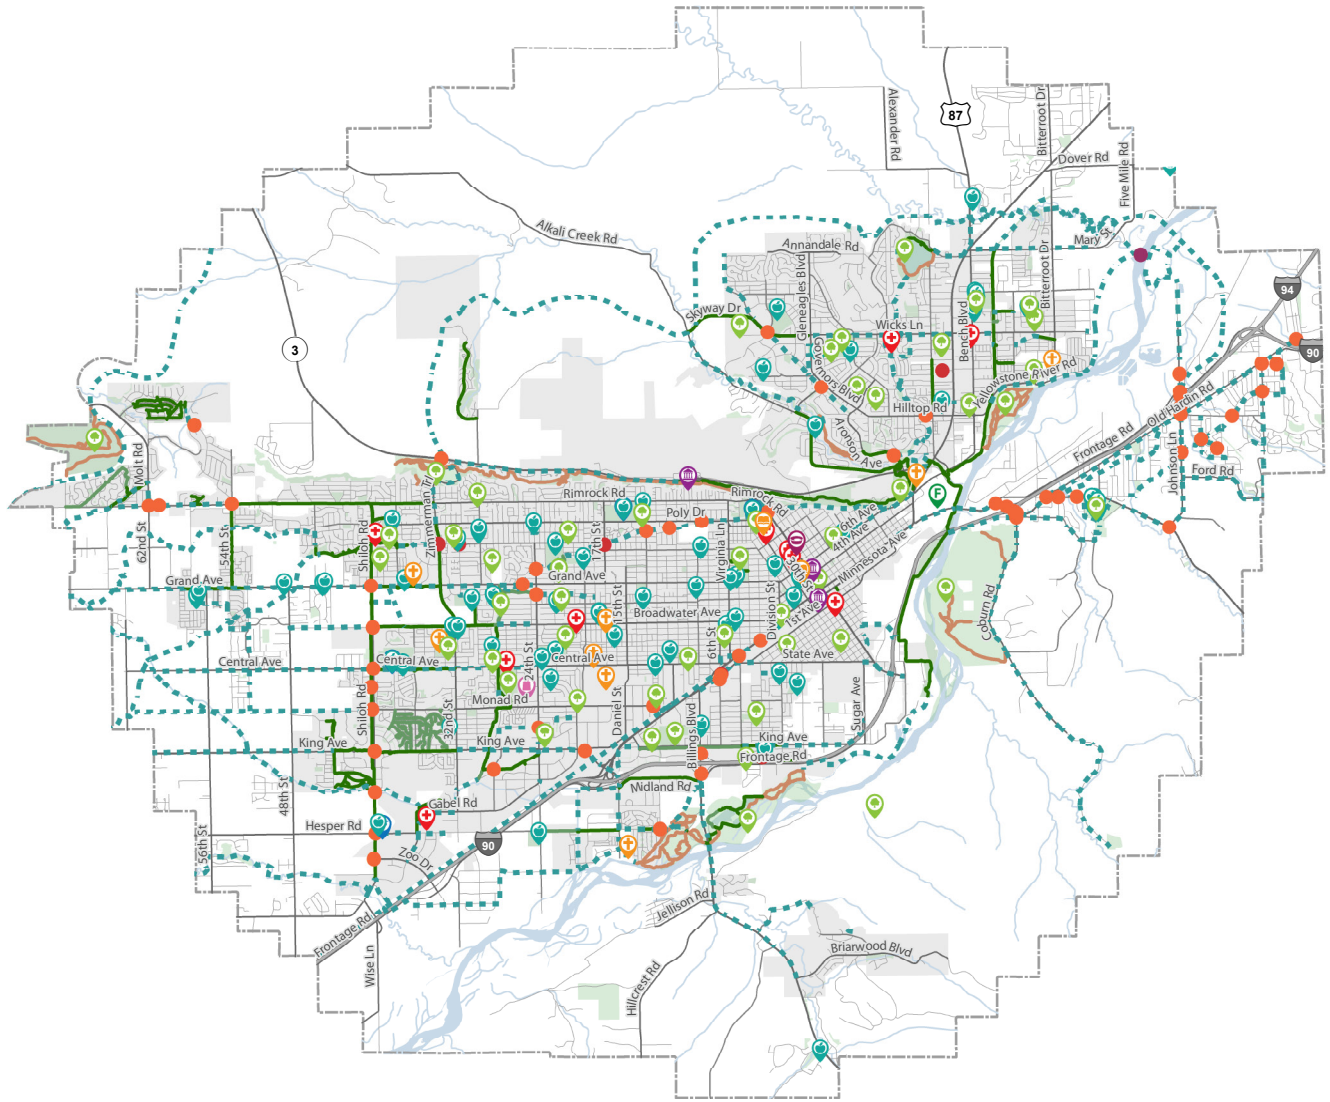 87
Alexander Rd
Bitterroot Dr
Dover Rd
Five Mile Rd
Alkali Creek Rd
Annandale Rd
Mary St
Bitterroot Dr
Gleneagles Blvd
94
Skyway Dr
Wicks Ln
Bench Blvd
3
90
Governors Blvd
Yellowstone River Rd
Hilltop Rd
Old Hardin Rd
Aronson Ave
Frontage Rd
Molt Rd
Johnson Ln
Ford Rd
Zimmerman Tr
Rimrock Rd
Rimrock Rd
F
Poly Dr
6th Ave
4th Ave
62nd St
54th St
Shiloh Rd
17th St
Virginia Ln
Minnesota Ave
30th St
Grand Ave
Grand Ave
Division St
1st Ave
15th St
Broadwater Ave
Coburn Rd
6th St
State Ave
Central Ave
Central Ave
24th St
Central Ave
Shiloh Rd
Monad Rd
Daniel St
Sugar Ave
32nd St
Billings Blvd
King Ave
King Ave
King Ave
Frontage Rd
48th St
Midland Rd
Gabel Rd
Hesper Rd
56th St
90
Zoo Dr
Jellison Rd
Frontage Rd
Briarwood Blvd
Wise Ln
Hillcrest Rd